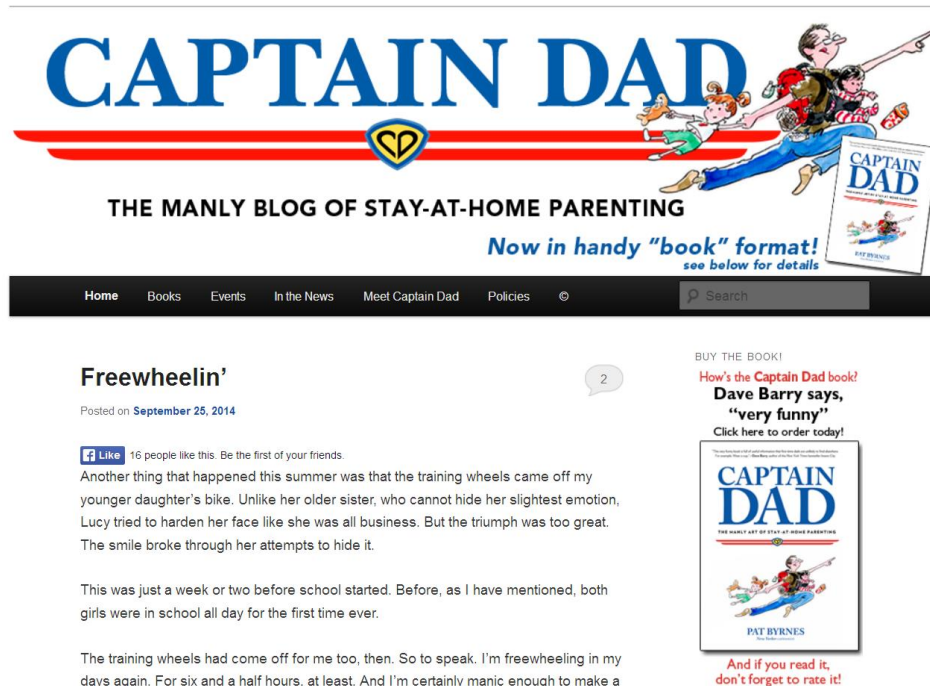 CAPTAIN DAD
CD
THE MANLY BLOG OF STAY-AT-HOME PARENTING
Now in handy “book” format!
see below for details
CAPTAIN
DAD
PAT BYRNES
Home Books Events In the News Meet Captain Dad Policies © Search
Freewheelin’
2
Posted on September 25, 2014
Like 16 people like this. Be the first of your friends.
Another thing that happened this summer was that the training wheels came off my
younger daughter’s bike. Unlike her older sister, who cannot hide her slightest emotion,
Lucy tried to harden her face like she was all business. But the triumph was too great.
The smile broke through her attempts to hide it.
This was just a week or two before school started. Before, as I have mentioned, both
girls were in school all day for the first time ever.
The training wheels had come off for me too, then. So to speak. I’m freewheeling in my
days again. For six and a half hours, at least. And I’m certainly manic enough to make a
BUY THE BOOK!
How's the Captain Dad book?
Dave Barry says,
“very funny”
Click here to order today!
CAPTAIN
DAD
THE MANLY ART OF STAY-AT-HOME PARENTING
PAT BYRNES
And if you read it,
don't forget to rate it!